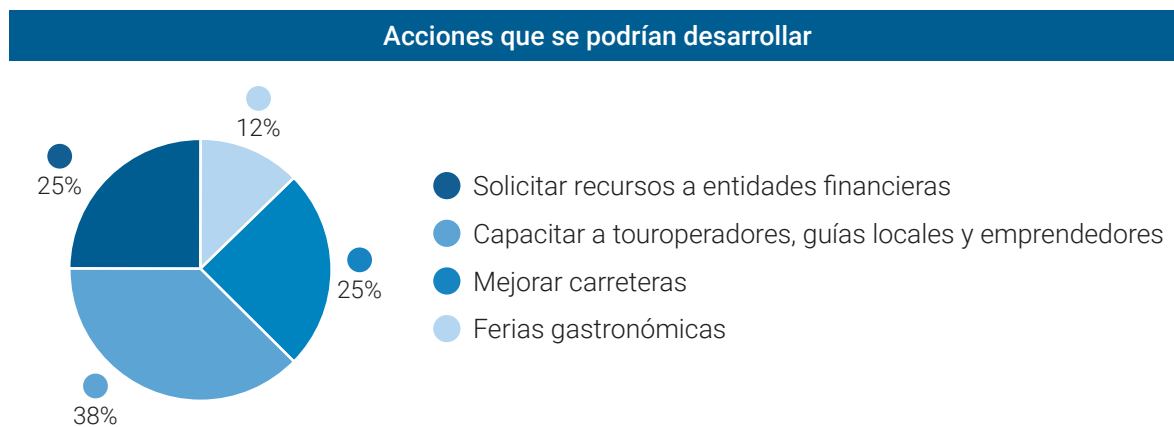 Acciones que se podrían desarrollar
12%
25%
25%
38%
Solicitar recursos a entidades financieras
Capacitar a touroperadores, guías locales y emprendedores
Mejorar carreteras
Ferias gastronómicas